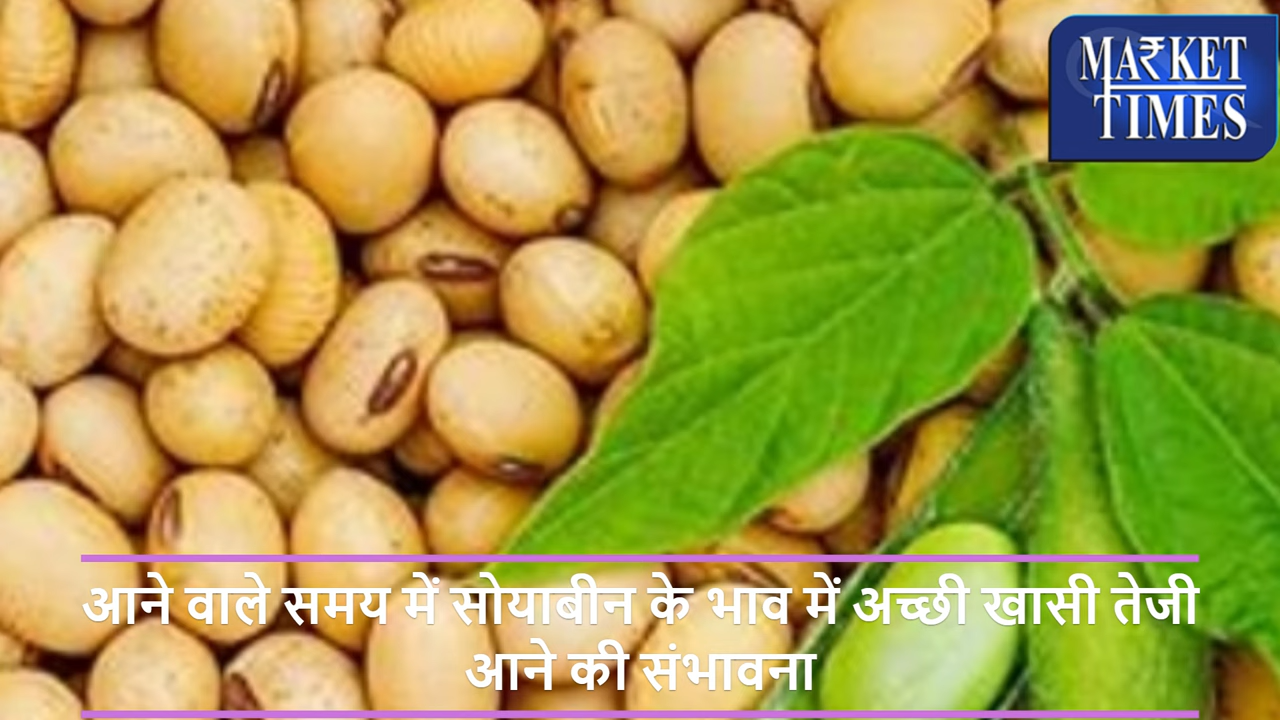 MA₹KET
TIMES
आने वाले समय में सोयाबीन के भाव में अच्छी खासी तेजी
आने की संभावना